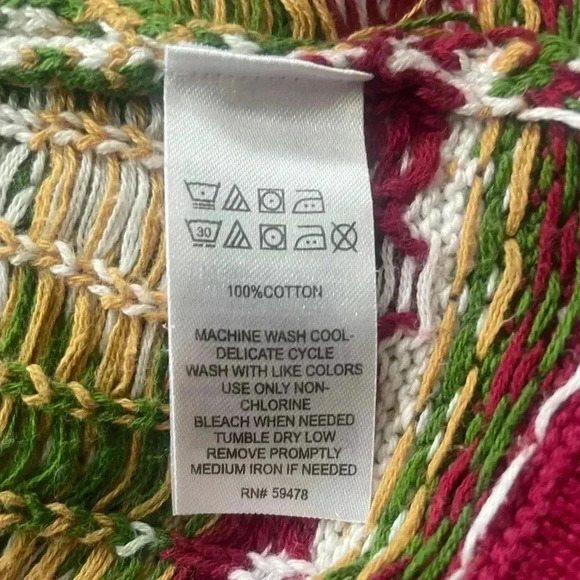 30
100%COTTON
MACHINE WASH COOL-
DELICATE CYCLE
WASH WITH LIKE COLORS
USE ONLY NON-
CHLORINE
BLEACH WHEN NEEDED
TUMBLE DRY LOW
REMOVE PROMPTLY
MEDIUM IRON IF NEEDED
RN# 59478